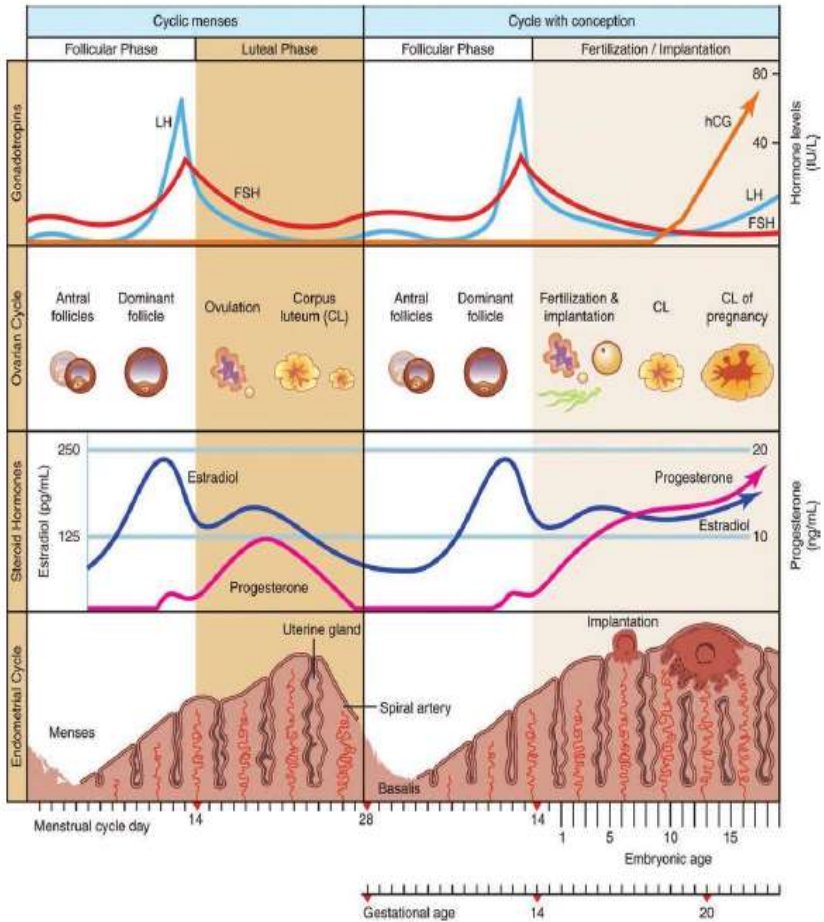 Cyclic menses
Cycle with conception
Follicular Phase
Luteal Phase
Follicular Phase
Fertilization / Implantation
Gonadotropins
LH
FSH
hCG
LH
FSH
80
40
Hormone levels
(IU/L)
Ovarian Cycle
Antral
follicles
Dominant
follicle
Ovulation
Corpus
luteum (CL)
Antral
follicles
Dominant
follicle
Fertilization &
implantation
CL
CL of
pregnancy
Steroid Hormones
Estradiol (pg/mL)
250
125
Estradiol
Progesterone
Progesterone
Estradiol
20
10
Progesterone
(ng/mL)
Endometrial Cycle
Menses
Uterine gland
Spiral artery
Implantation
Basalis
Menstrual cycle day
14
28
14
1
5
10
15
Embryonic age
Gestational age
14
20